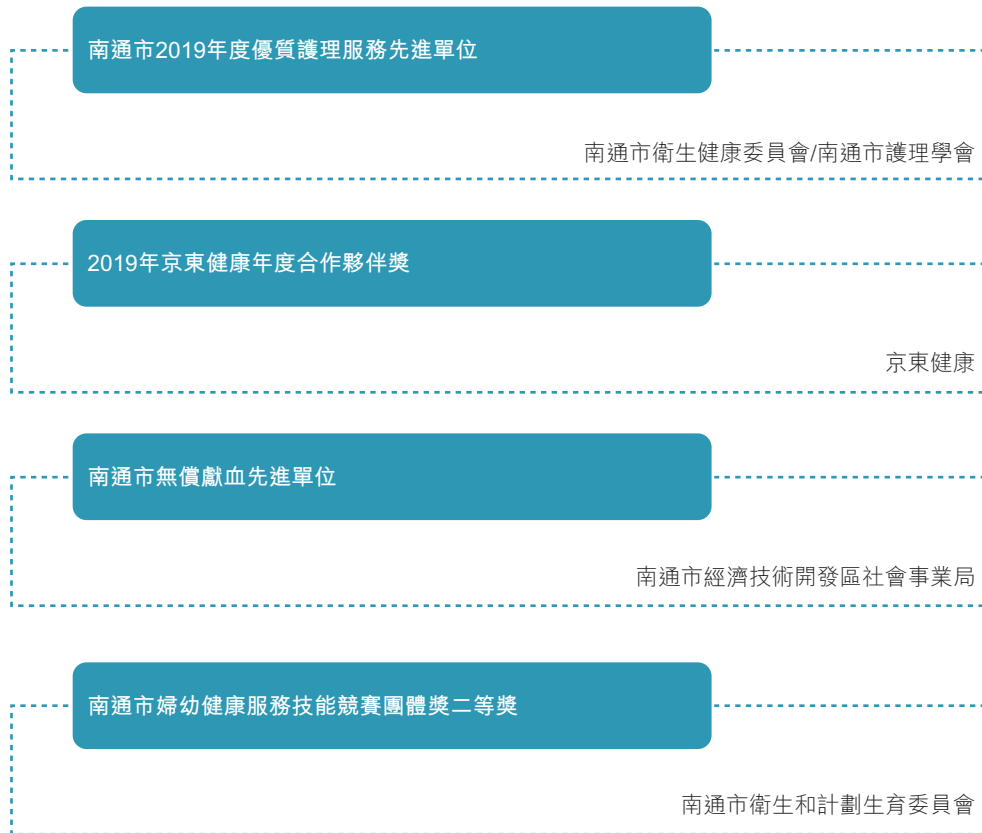 南通市2019年度優質護理服務先進單位
南通市衛生健康委員會/南通市護理學會
2019年京東健康年度合作夥伴獎
京東健康
南通市無償獻血先進單位
南通市經濟技術開發區社會事業局
南通市婦幼健康服務技能競賽團體獎二等獎
南通市衛生和計劃生育委員會